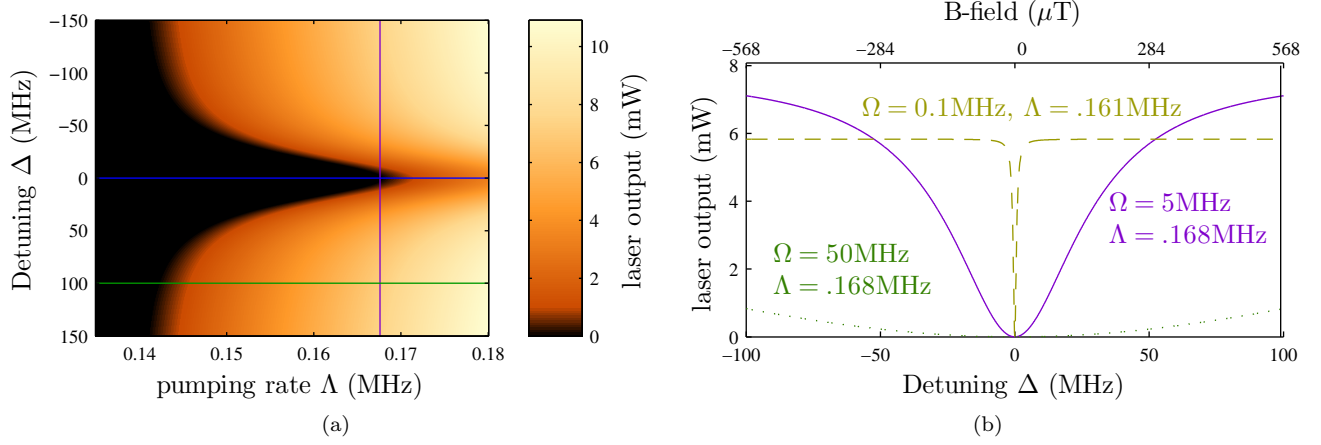 −150
−100
−50
0
50
100
150
Detuning Δ (MHz)
0.14 0.15 0.16 0.17 0.18
pumping rate Λ (MHz)
10
8
6
4
2
0
laser output (mW)
(a)
B-field (μT)
−568 −284 0 284 568
8
6
4
2
0
laser output (mW)
Ω = 0.1MHz, Λ = .161MHz
Ω = 5MHz
Λ = .168MHz
Ω = 50MHz
Λ = .168MHz
−100 −50 0 50 100
Detuning Δ (MHz)
(b)